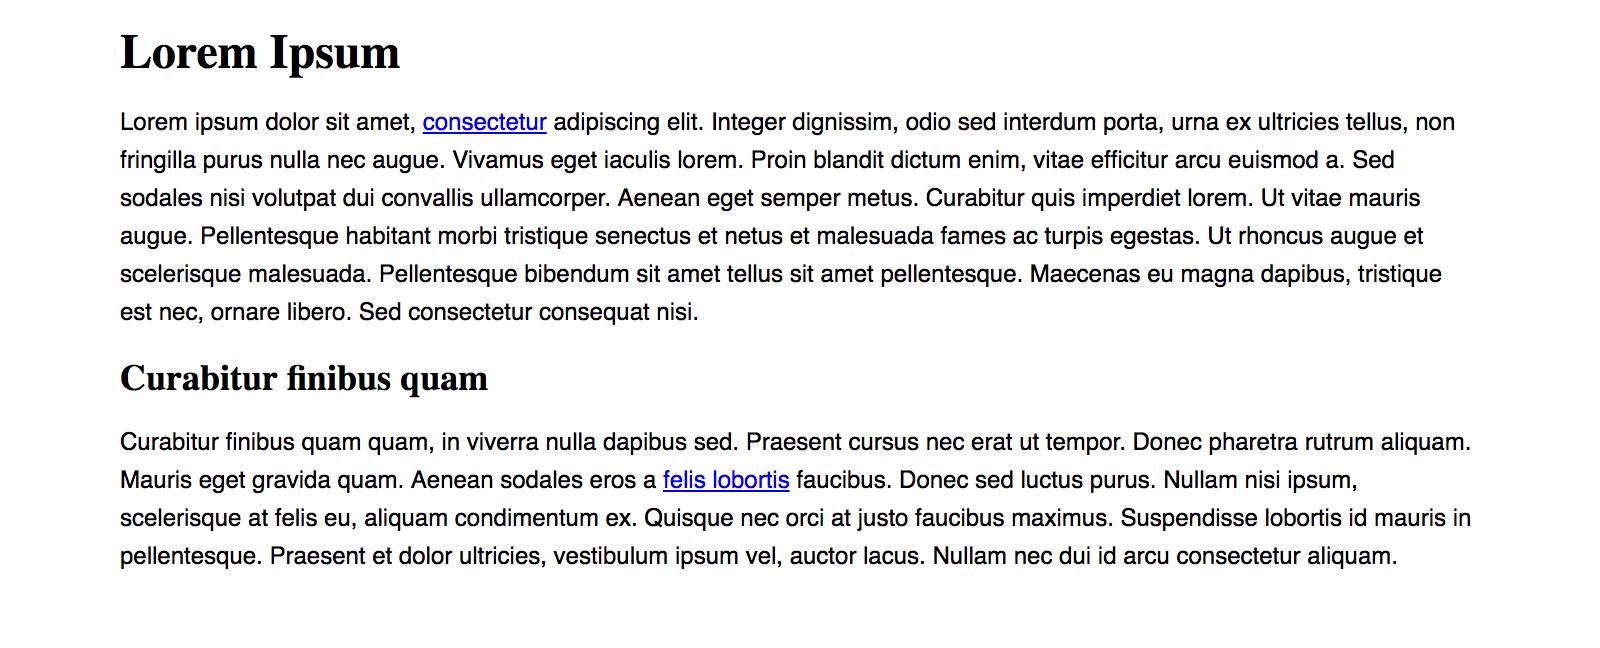 Lorem Ipsum
Lorem ipsum dolor sit amet, consectetur adipiscing elit. Integer dignissim, odio sed interdum porta, urna ex ultricies tellus, non
fringilla purus nulla nec augue. Vivamus eget iaculis lorem. Proin blandit dictum enim, vitae efficitur arcu euismod a. Sed
sodales nisi volutpat dui convallis ullamcorper. Aenean eget semper metus. Curabitur quis imperdiet lorem. Ut vitae mauris
augue. Pellentesque habitant morbi tristique senectus et netus et malesuada fames ac turpis egestas. Ut rhoncus augue et
scelerisque malesuada. Pellentesque bibendum sit amet tellus sit amet pellentesque. Maecenas eu magna dapibus, tristique
est nec, ornare libero. Sed consectetur consequat nisi.
Curabitur finibus quam
Curabitur finibus quam quam, in viverra nulla dapibus sed. Praesent cursus nec erat ut tempor. Donec pharetra rutrum aliquam.
Mauris eget gravida quam. Aenean sodales eros a felis lobortis faucibus. Donec sed luctus purus. Nullam nisi ipsum,
scelerisque at felis eu, aliquam condimentum ex. Quisque nec orci at justo faucibus maximus. Suspendisse lobortis id mauris in
pellentesque. Praesent et dolor ultricies, vestibulum ipsum vel, auctor lacus. Nullam nec dui id arcu consectetur aliquam.